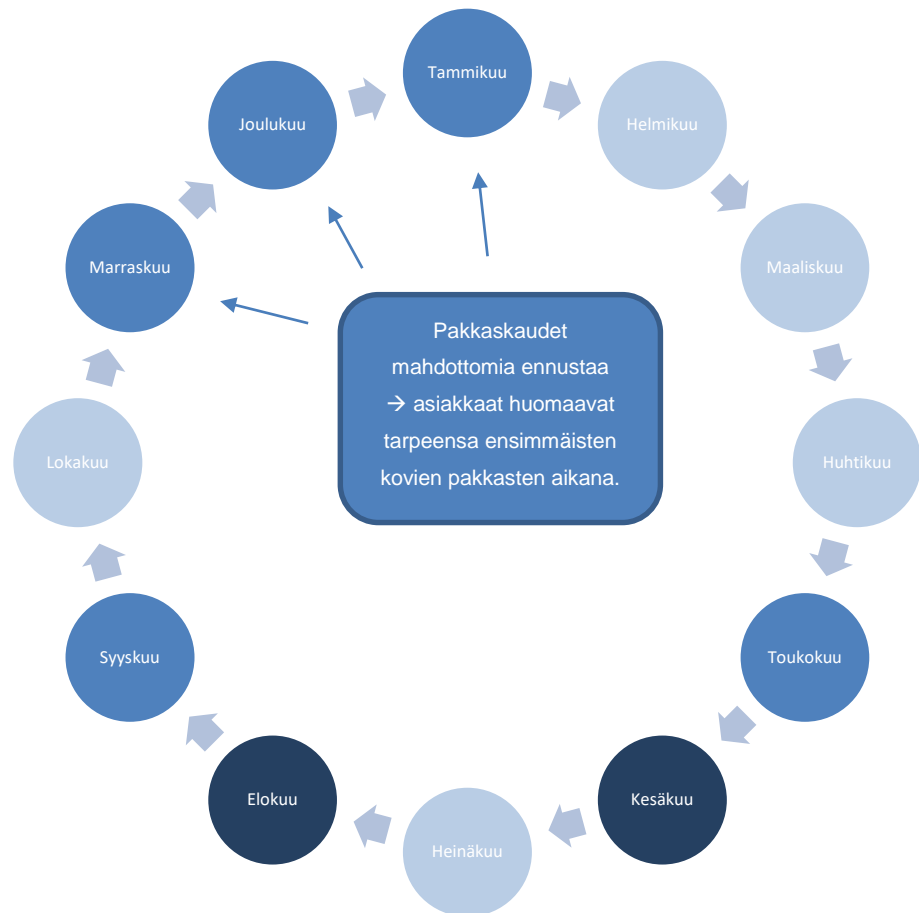 Tammikuu
Helmikuu
Maaliskuu
Huhtikuu
Toukokuu
Kesäkuu
Heinäkuu
Elokuu
Syyskuu
Lokakuu
Marraskuu
Joulukuu
Pakkaskaudet
mahdottomia ennustaa
→ asiakkaat huomaavat
tarpeensa ensimmäisten
kovien pakkasten aikana.